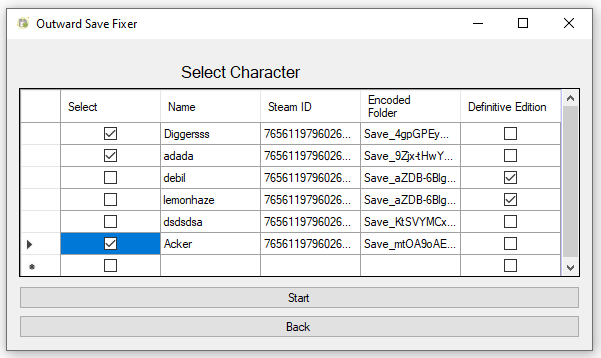 Outward Save Fixer
Select Character
Select Name Steam ID Encoded Folder Definitive Edition
Diggersss 7656119796026... Save_4gpGPEy...
adada 7656119796026... Save_9Zjx-tHwY...
debil 7656119796026... Save_aZDB-6Blg...
lemonhaze 7656119796026... Save_aZDB-6Blg...
dsdsdsa 7656119796026... Save_KtSVYMCx...
Acker 7656119796026... Save_mtOA9oAE...
Start
Back